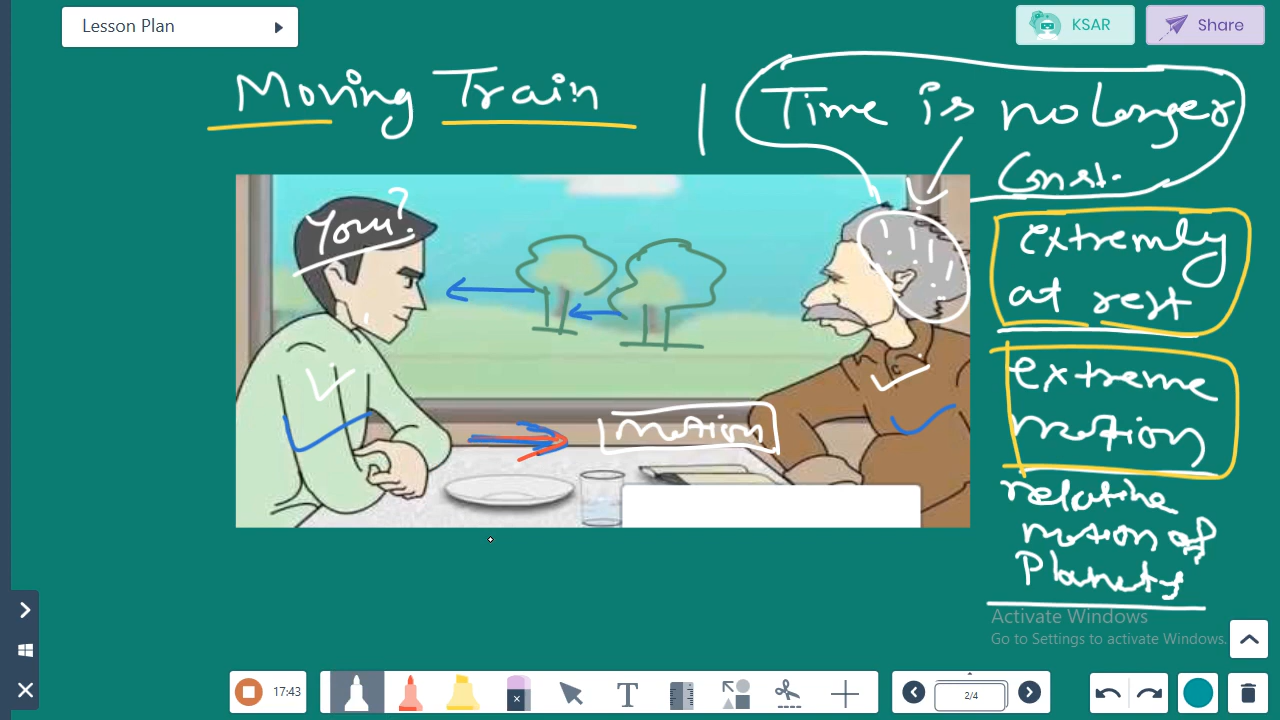 Lesson Plan
KSAR
Share
Moving Train
Time is no longer
Const.
You?
extremly
at rest
extreme
motion
motion
relative
motion of
Planets
Activate Windows
Go to Settings to activate Windows.
17:43
T
2/4